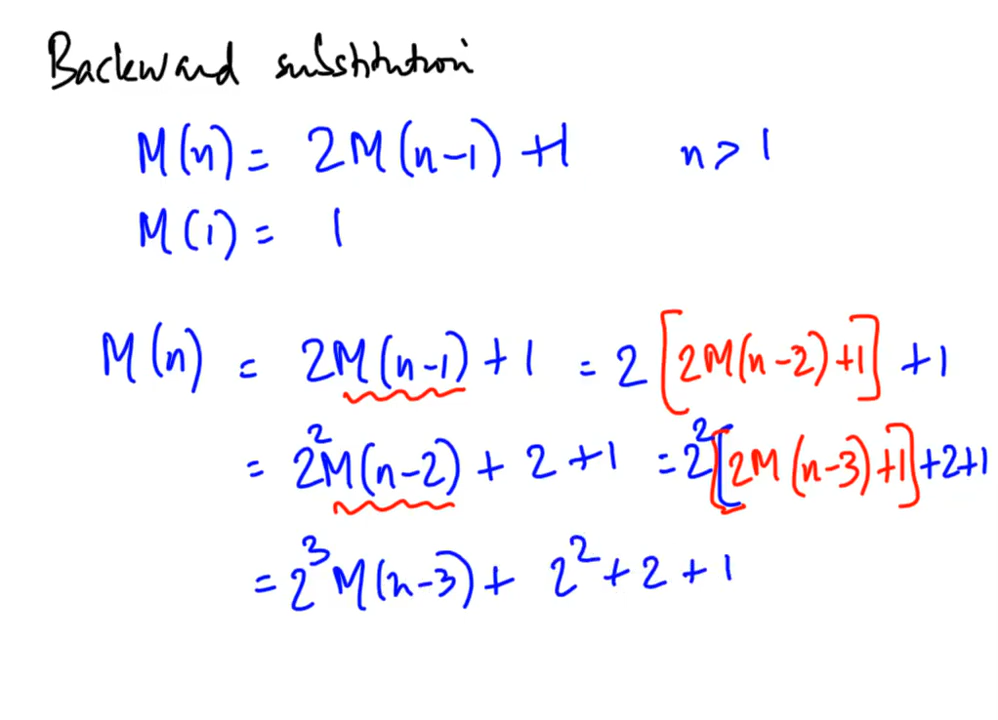 Backward substitution
M(n) = 2M(n-1) + 1 n > 1
M(1) = 1
M(n) = 2M(n-1) + 1 = 2[2M(n-2)+1] + 1
= 2²M(n-2) + 2 + 1 = 2²[2M(n-3)+1]+2+1
= 2³M(n-3) + 2² + 2 + 1